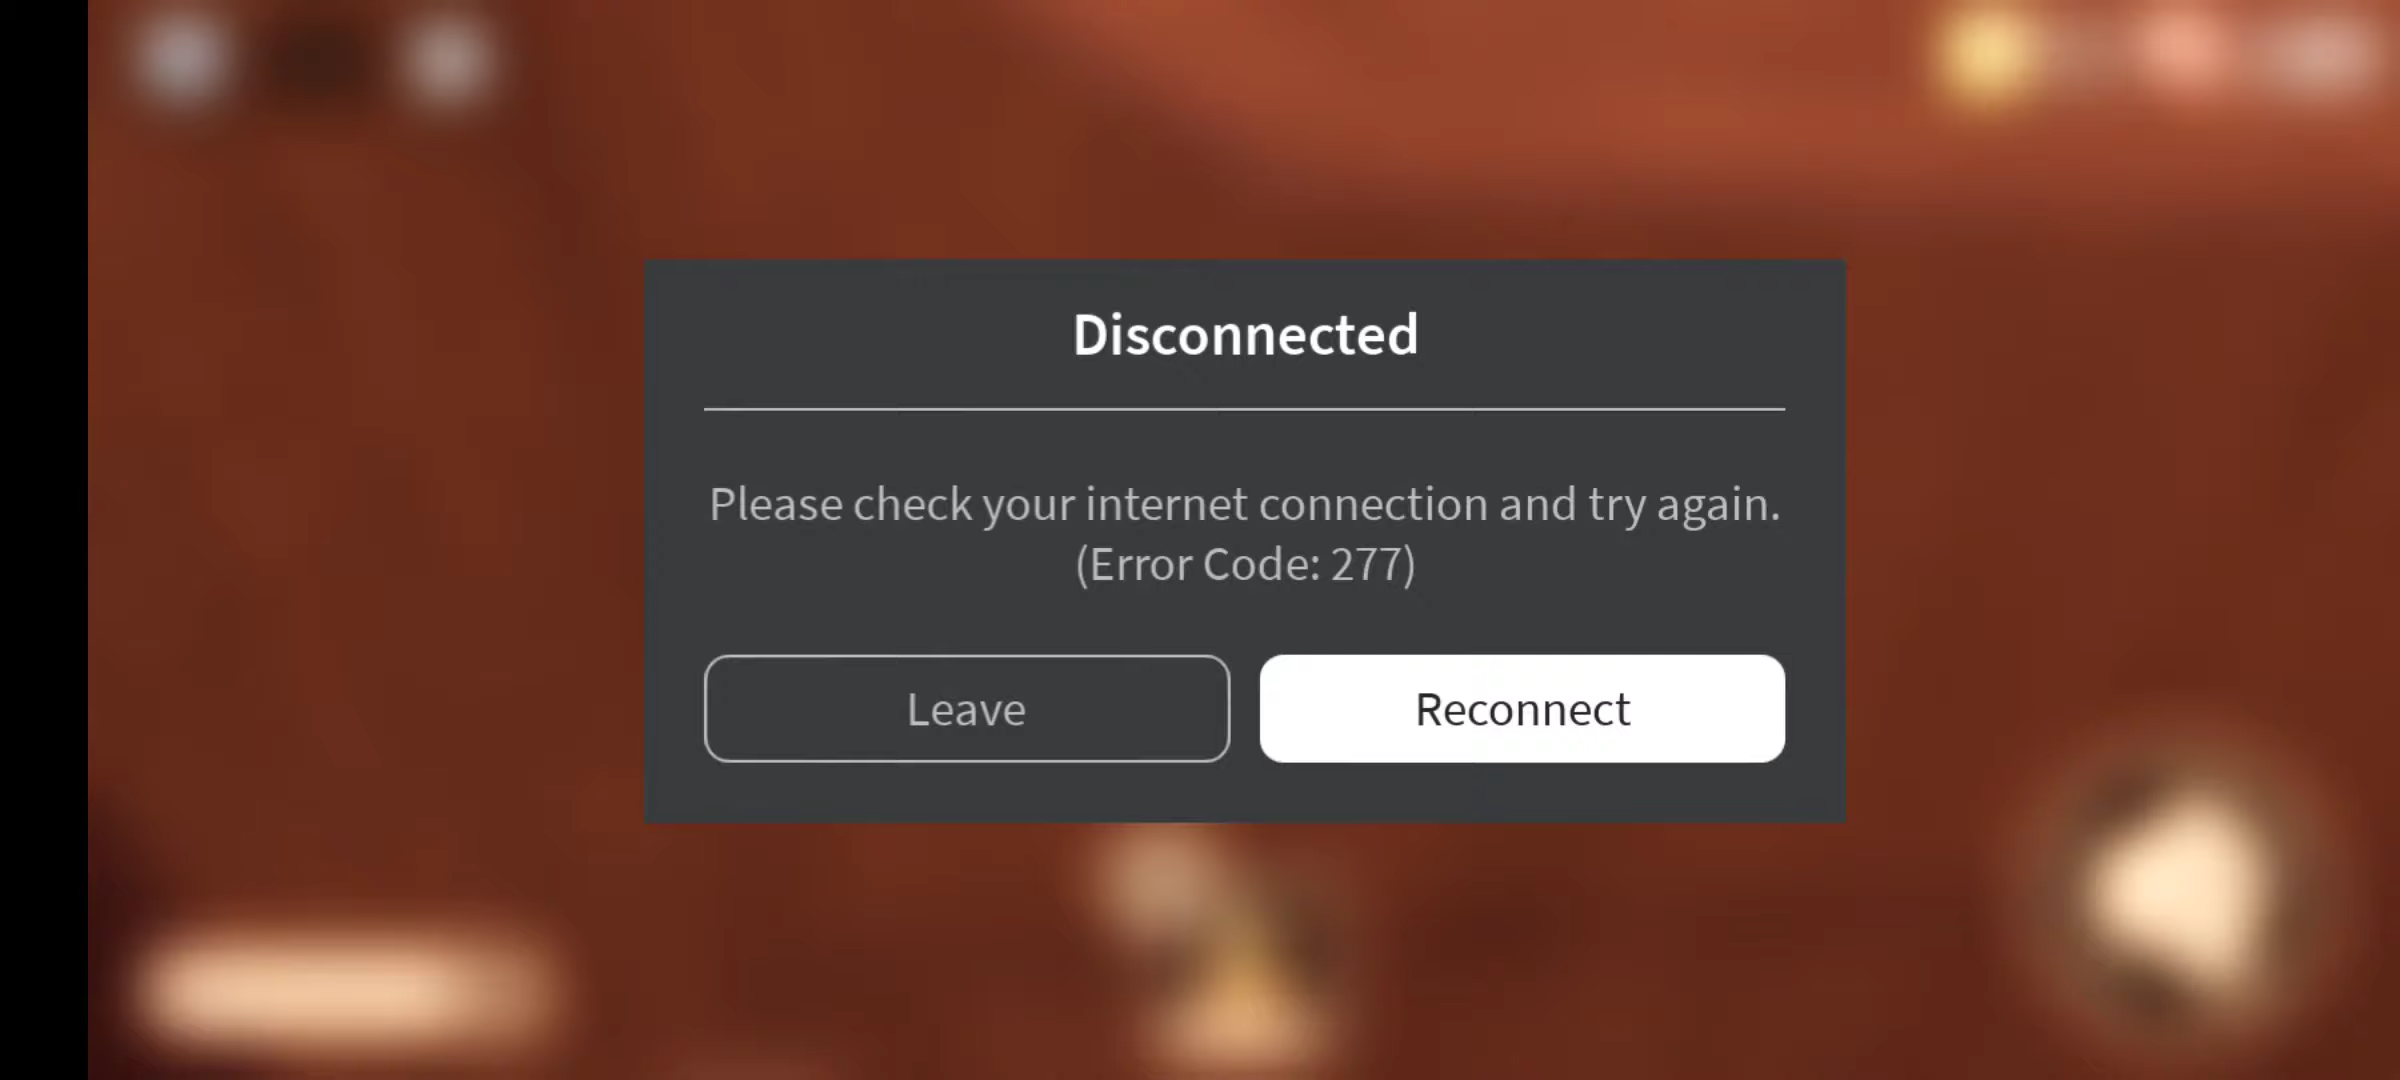 Disconnected
Please check your internet connection and try again.
(Error Code: 277)
Leave
Reconnect